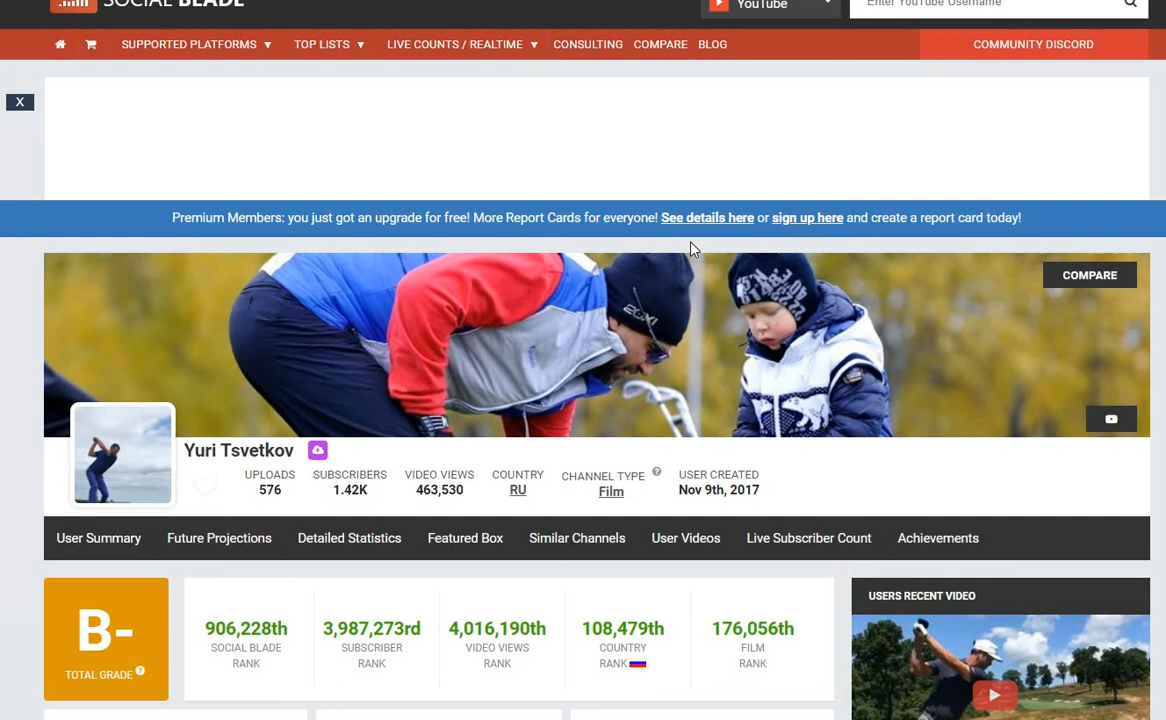 SOCIAL BLADE
YouTube
Enter YouTube Username
SUPPORTED PLATFORMS ▼ TOP LISTS ▼ LIVE COUNTS / REALTIME ▼ CONSULTING COMPARE BLOG COMMUNITY DISCORD
X
Premium Members: you just got an upgrade for free! More Report Cards for everyone! See details here or sign up here and create a report card today!
COMPARE
2XU
Yuri Tsvetkov
UPLOADS SUBSCRIBERS VIDEO VIEWS COUNTRY CHANNEL TYPE ? USER CREATED
576 1.42K 463,530 RU Film Nov 9th, 2017
User Summary Future Projections Detailed Statistics Featured Box Similar Channels User Videos Live Subscriber Count Achievements
B-
TOTAL GRADE ?
906,228th 3,987,273rd 4,016,190th 108,479th 176,056th
SOCIAL BLADE SUBSCRIBER VIDEO VIEWS COUNTRY FILM
RANK RANK RANK RANK RANK
USERS RECENT VIDEO